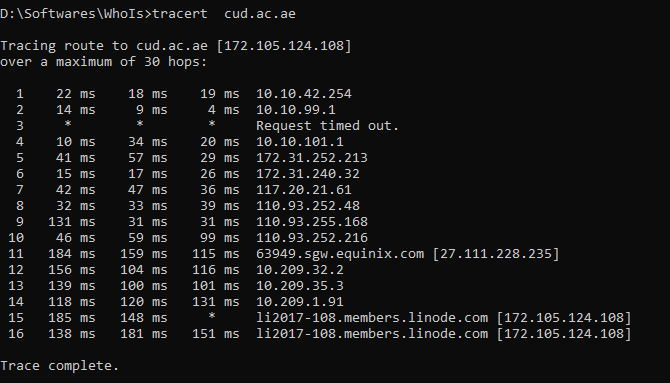 D:\Softwares\WhoIs>tracert  cud.ac.ae
Tracing route to cud.ac.ae [172.105.124.108]
over a maximum of 30 hops:
  1    22 ms    18 ms    19 ms  10.10.42.254
  2    14 ms     9 ms     4 ms  10.10.99.1
  3     *        *        *     Request timed out.
  4    10 ms    34 ms    20 ms  10.10.101.1
  5    41 ms    57 ms    29 ms  172.31.252.213
  6    15 ms    17 ms    26 ms  172.31.240.32
  7    42 ms    47 ms    36 ms  117.20.21.61
  8    32 ms    33 ms    39 ms  110.93.252.48
  9   131 ms    31 ms    31 ms  110.93.255.168
 10    46 ms    59 ms    99 ms  110.93.252.216
 11   184 ms   159 ms   115 ms  63949.sgw.equinix.com [27.111.228.235]
 12   156 ms   104 ms   116 ms  10.209.32.2
 13   139 ms   100 ms   101 ms  10.209.35.3
 14   118 ms   120 ms   131 ms  10.209.1.91
 15   185 ms   148 ms     *     li2017-108.members.linode.com [172.105.124.108]
 16   138 ms   181 ms   151 ms  li2017-108.members.linode.com [172.105.124.108]
Trace complete.